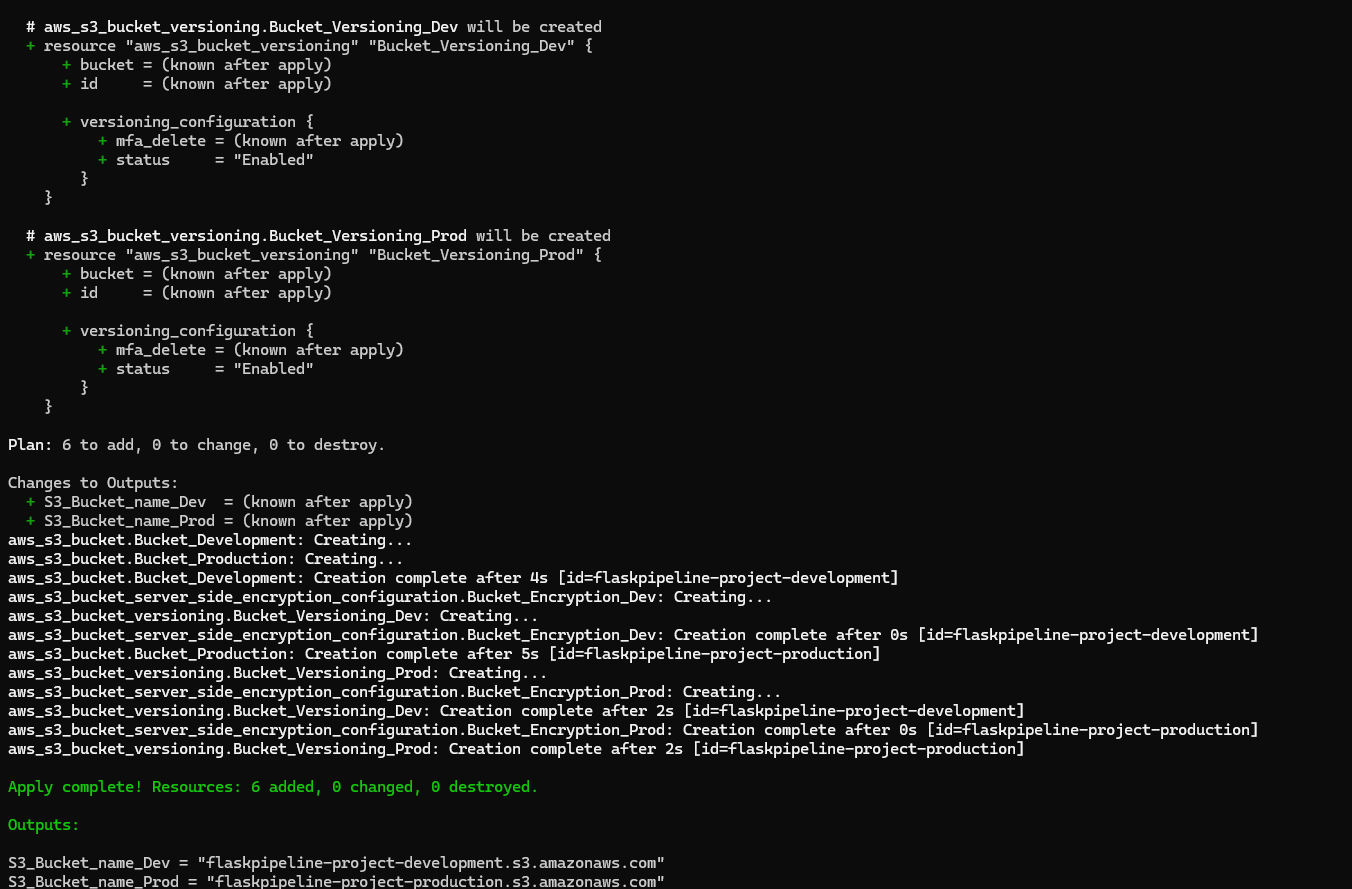 # aws_s3_bucket_versioning.Bucket_Versioning_Dev will be created
  + resource "aws_s3_bucket_versioning" "Bucket_Versioning_Dev" {
      + bucket = (known after apply)
      + id     = (known after apply)

      + versioning_configuration {
          + mfa_delete = (known after apply)
          + status     = "Enabled"
        }
    }

  # aws_s3_bucket_versioning.Bucket_Versioning_Prod will be created
  + resource "aws_s3_bucket_versioning" "Bucket_Versioning_Prod" {
      + bucket = (known after apply)
      + id     = (known after apply)

      + versioning_configuration {
          + mfa_delete = (known after apply)
          + status     = "Enabled"
        }
    }

Plan: 6 to add, 0 to change, 0 to destroy.

Changes to Outputs:
  + S3_Bucket_name_Dev  = (known after apply)
  + S3_Bucket_name_Prod = (known after apply)
aws_s3_bucket.Bucket_Development: Creating...
aws_s3_bucket.Bucket_Production: Creating...
aws_s3_bucket.Bucket_Development: Creation complete after 4s [id=flaskpipeline-project-development]
aws_s3_bucket_server_side_encryption_configuration.Bucket_Encryption_Dev: Creating...
aws_s3_bucket_versioning.Bucket_Versioning_Dev: Creating...
aws_s3_bucket_server_side_encryption_configuration.Bucket_Encryption_Dev: Creation complete after 0s [id=flaskpipeline-project-development]
aws_s3_bucket.Bucket_Production: Creation complete after 5s [id=flaskpipeline-project-production]
aws_s3_bucket_versioning.Bucket_Versioning_Prod: Creating...
aws_s3_bucket_server_side_encryption_configuration.Bucket_Encryption_Prod: Creating...
aws_s3_bucket_versioning.Bucket_Versioning_Dev: Creation complete after 2s [id=flaskpipeline-project-development]
aws_s3_bucket_server_side_encryption_configuration.Bucket_Encryption_Prod: Creation complete after 0s [id=flaskpipeline-project-production]
aws_s3_bucket_versioning.Bucket_Versioning_Prod: Creation complete after 2s [id=flaskpipeline-project-production]

Apply complete! Resources: 6 added, 0 changed, 0 destroyed.

Outputs:

S3_Bucket_name_Dev = "flaskpipeline-project-development.s3.amazonaws.com"
S3_Bucket_name_Prod = "flaskpipeline-project-production.s3.amazonaws.com"